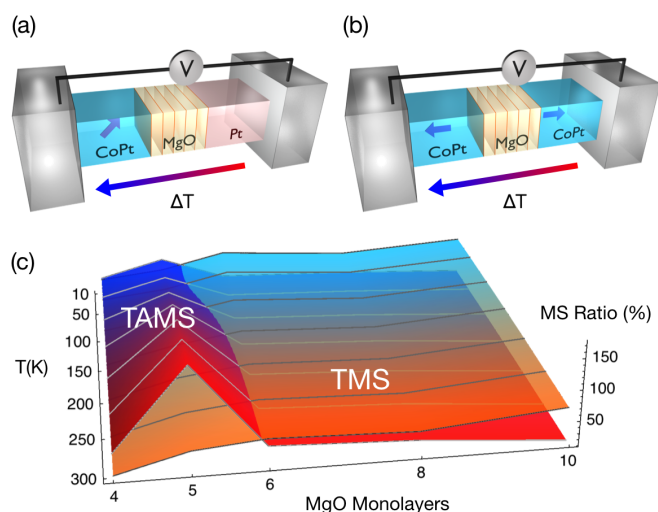 (a)
V
CoPt
MgO
Pt
ΔT
(b)
V
CoPt
MgO
CoPt
ΔT
(c)
TAMS
TMS
T(K)
10
50
100
150
200
250
300
4
5
6
8
10
MgO Monolayers
MS Ratio (%)
150
100
50